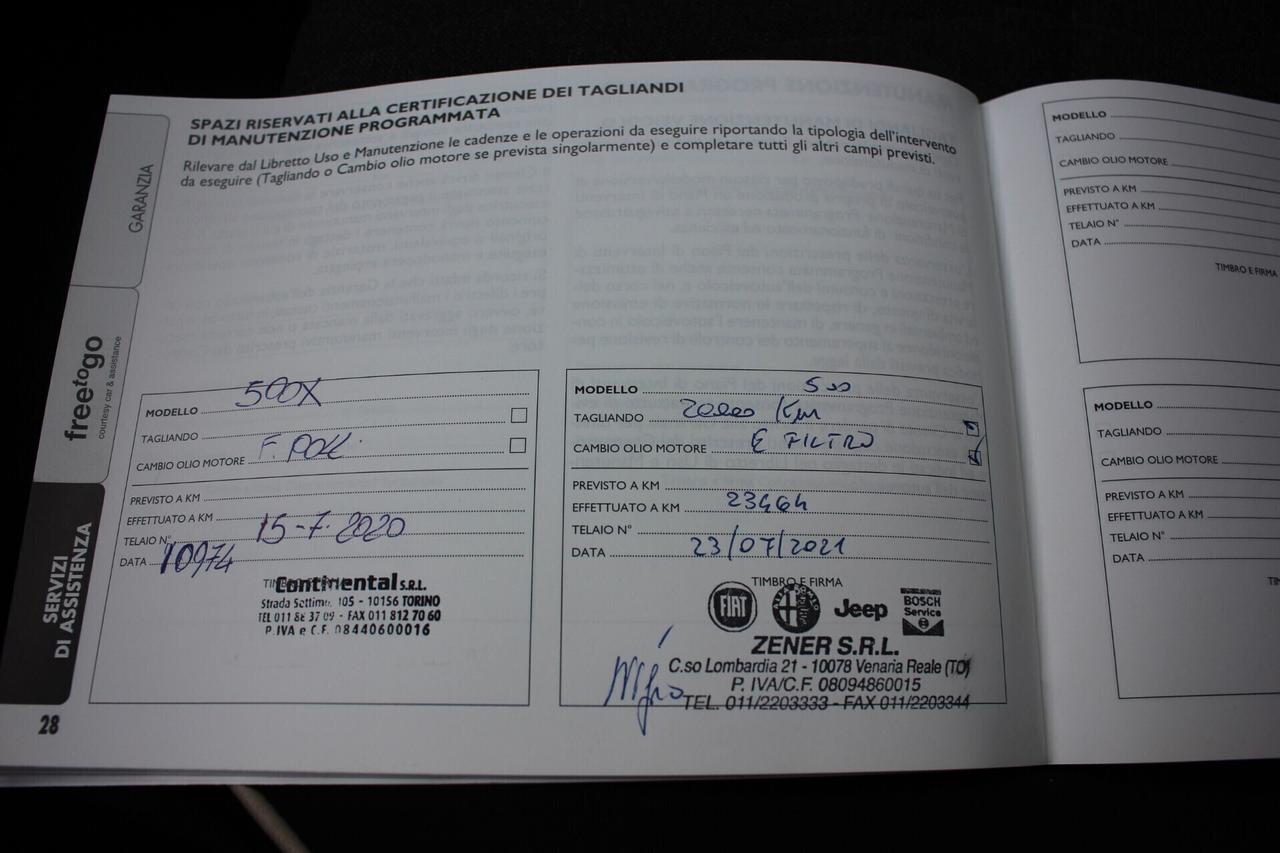 SPAZI RISERVATI ALLA CERTIFICAZIONE DEI TAGLIANDI
DI MANUTENZIONE PROGRAMMATA
Rilevare dal Libretto Uso e Manutenzione le cadenze e le operazioni da eseguire riportando la tipologia dell'intervento
da eseguire (Tagliando o Cambio olio motore se prevista singolarmente) e completare tutti gli altri campi previsti.
GARANZIA
freetogo
courtesy car & assistance
SERVIZI
DI ASSISTENZA
28
MODELLO 500X
TAGLIANDO
CAMBIO OLIO MOTORE
PREVISTO A KM
EFFETTUATO A KM
TELAIO N° 15-7-2020
DATA 10974
TIMBRO E FIRMA
Continental S.R.L.
Strada Settimo, 105 - 10156 TORINO
FAX 011 812 70 60
P. IVA e C.F. 08440600016
MODELLO 500
TAGLIANDO 20000 Km
CAMBIO OLIO MOTORE E FILTRO
PREVISTO A KM
EFFETTUATO A KM 23464
TELAIO N°
DATA 23/07/2021
TIMBRO E FIRMA
FIAT
ALFA ROMEO
Jeep
BOSCH
Service
ZENER S.R.L.
C.so Lombardia 21 - 10078 Venaria Reale (TO)
P. IVA/C.F. 08094860015
TEL. 011/2203333 - FAX 011/2203344
MODELLO
TAGLIANDO
CAMBIO OLIO MOTORE
PREVISTO A KM
EFFETTUATO A KM
TELAIO N°
DATA
TIMBRO E FIRMA
MODELLO
TAGLIANDO
CAMBIO OLIO MOTORE
PREVISTO A KM
EFFETTUATO A KM
TELAIO N°
DATA